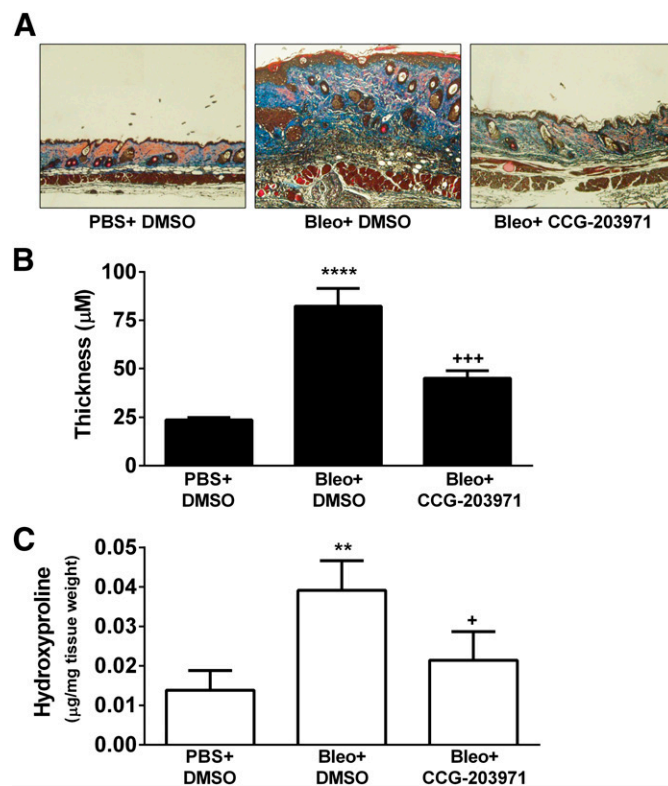 A
PBS+ DMSO
Bleo+ DMSO
Bleo+ CCG-203971
B
Thickness (μM)
100
75
50
25
0
****
+++
PBS+
DMSO
Bleo+
DMSO
Bleo+
CCG-203971
C
Hydroxyproline
(μg/mg tissue weight)
0.05
0.04
0.03
0.02
0.01
0.00
**
+
PBS+
DMSO
Bleo+
DMSO
Bleo+
CCG-203971